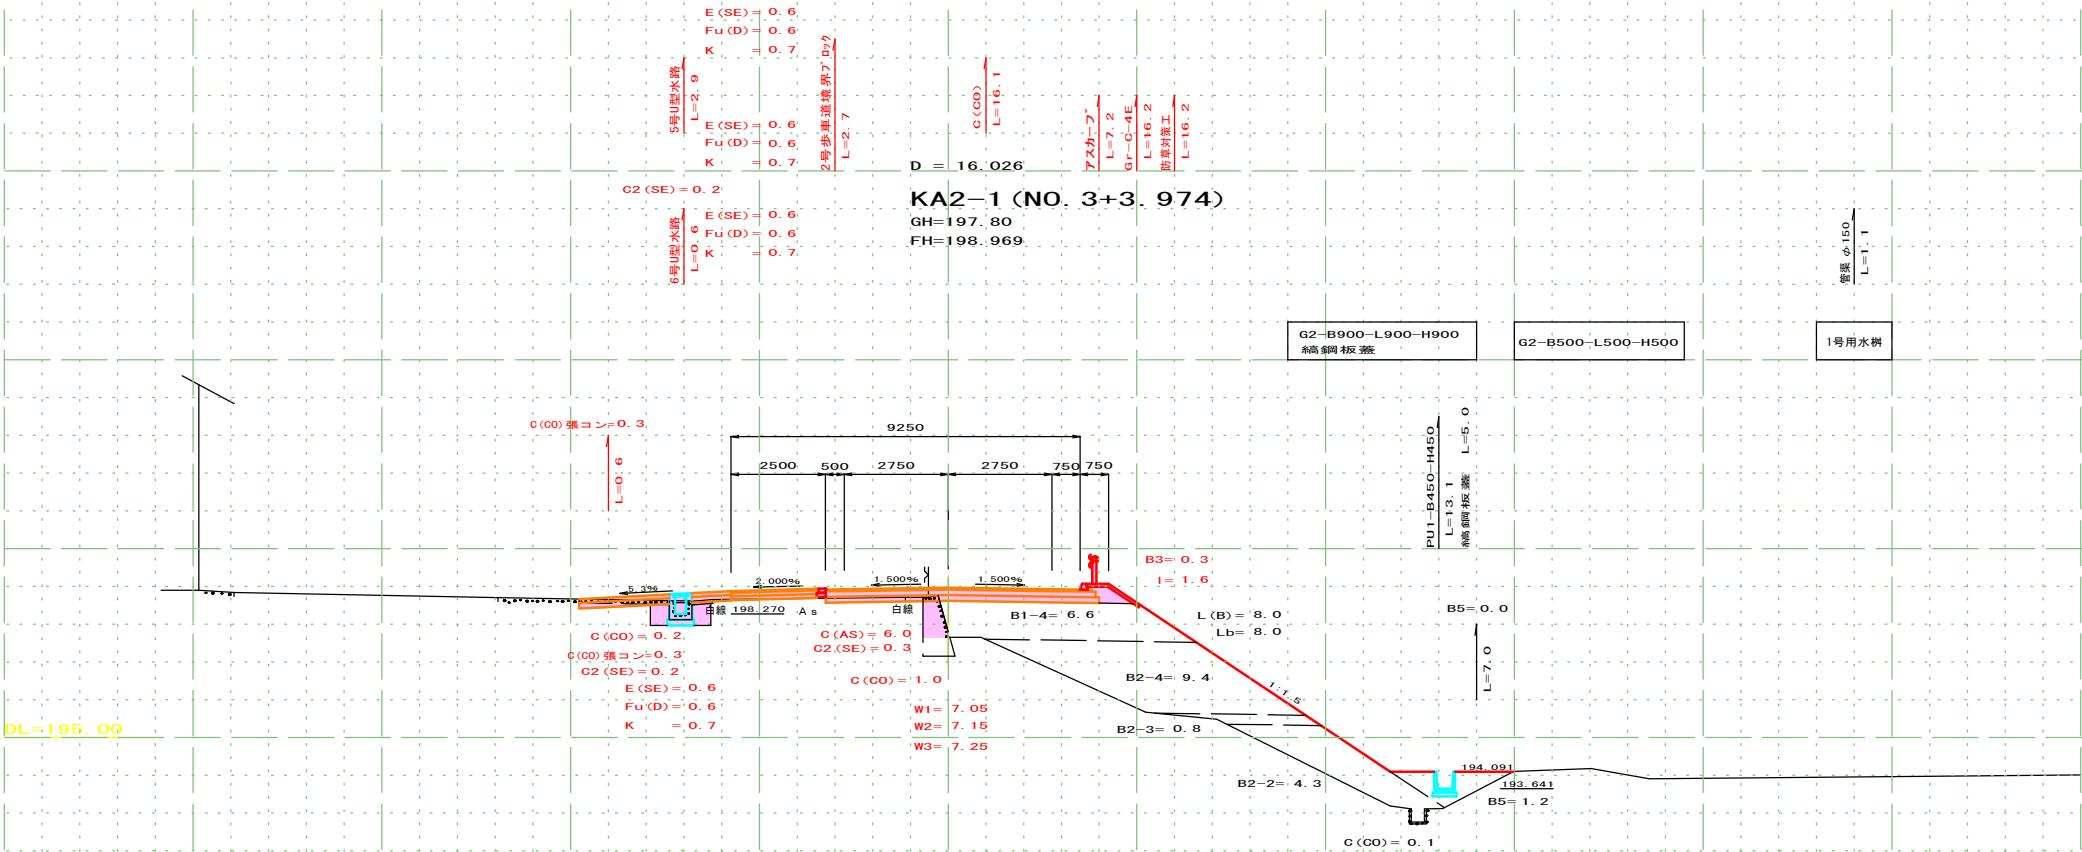 E(SE)= 0.6
Fu(D)= 0.6
K = 0.7
5号U型水路
L=2.9
E(SE)= 0.6
Fu(D)= 0.6
K = 0.7
2号歩車道境界ブロック
L=2.7
C(CO)
L=16.1
アスカーブ
L=7.2
Gr-C-4E
L=16.2
防草対策工
L=16.2
D = 16.026
KA2-1(NO.3+3.974)
GH=197.80
FH=198.969
C2(SE)=0.2
6号U型水路
L=0.6
E(SE)= 0.6
Fu(D)= 0.6
K = 0.7
管渠φ150
L=1.1
G2-B900-L900-H900
縞鋼板蓋
G2-B500-L500-H500
1号用水桝
C(CO)張コン=0.3
L=0.6
9250
2500
500
2750
2750
750
750
PU1-B450-H450
L=13.1
縞鋼板蓋 L=5.0
5.3%
2.000%
1.500%
1.500%
B3= 0.3
l= 1.6
白線
198.270
As
白線
B1-4= 6.6
L(B)= 8.0
Lb= 8.0
B5= 0.0
L=7.0
C(CO)= 0.2
C(CO)張コン=0.3
C2(SE)=0.2
E(SE)= 0.6
Fu(D)= 0.6
K = 0.7
C(AS)= 6.0
C2(SE)= 0.3
C(CO)= 1.0
W1= 7.05
W2= 7.15
W3= 7.25
B2-4= 9.4
1:1.5
B2-3= 0.8
B2-2= 4.3
194.091
193.641
B5= 1.2
C(CO)= 0.1
DL=195.00